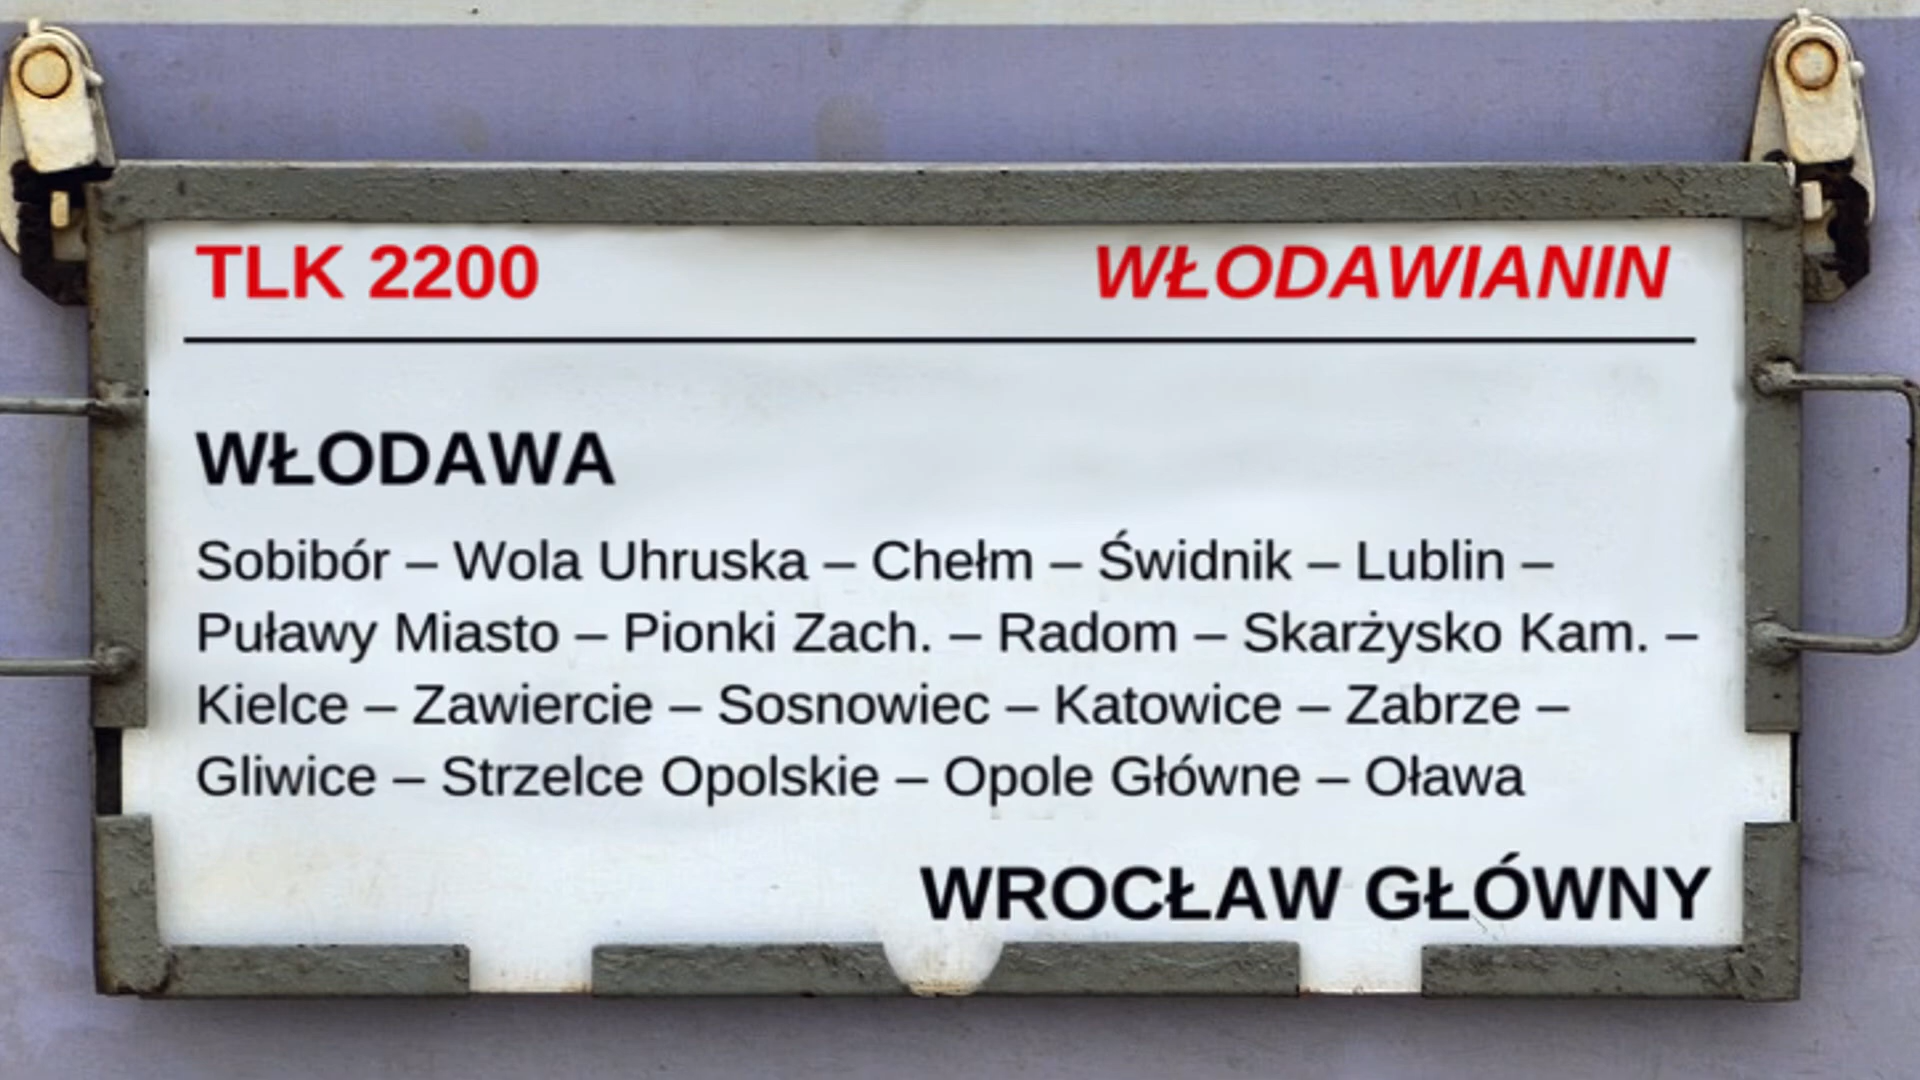 TLK 2200 WŁODAWIANIN
WŁODAWA
Sobibór – Wola Uhruska – Chełm – Świdnik – Lublin –
Puławy Miasto – Pionki Zach. – Radom – Skarżysko Kam. –
Kielce – Zawiercie – Sosnowiec – Katowice – Zabrze –
Gliwice – Strzelce Opolskie – Opole Główne – Oława
WROCŁAW GŁÓWNY